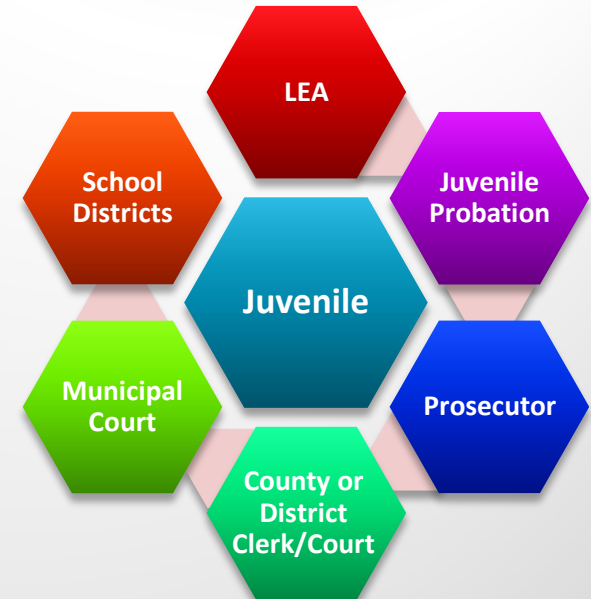 LEA
School
Districts
Juvenile
Probation
Juvenile
Municipal
Court
Prosecutor
County or
District
Clerk/Court